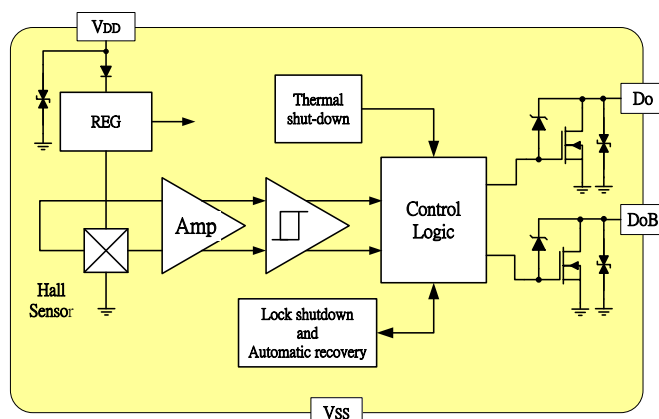 VDD
REG
Thermal
shut-down
Do
Amp
Control
Logic
DoB
Hall
Sensor
Lock shutdown
and
Automatic recovery
VSS